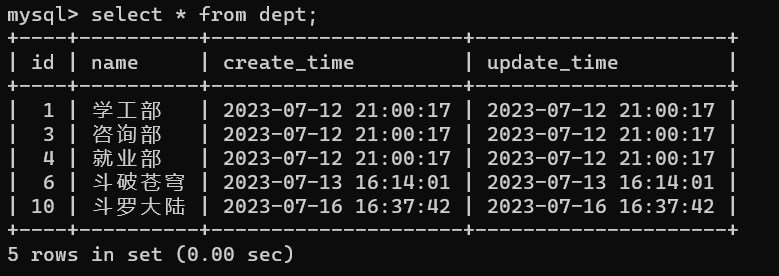 mysql> select * from dept;
+----+----------+---------------------+---------------------+
| id | name     | create_time         | update_time         |
+----+----------+---------------------+---------------------+
|  1 | 学工部   | 2023-07-12 21:00:17 | 2023-07-12 21:00:17 |
|  3 | 咨询部   | 2023-07-12 21:00:17 | 2023-07-12 21:00:17 |
|  4 | 就业部   | 2023-07-12 21:00:17 | 2023-07-12 21:00:17 |
|  6 | 斗破苍穹 | 2023-07-13 16:14:01 | 2023-07-13 16:14:01 |
| 10 | 斗罗大陆 | 2023-07-16 16:37:42 | 2023-07-16 16:37:42 |
+----+----------+---------------------+---------------------+
5 rows in set (0.00 sec)